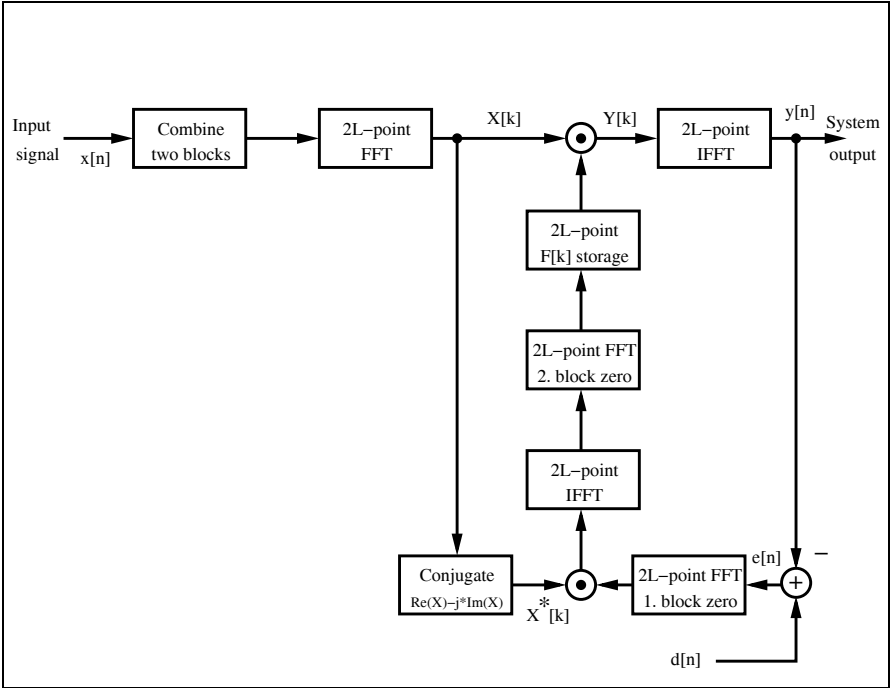 Input
signal
x[n]
Combine
two blocks
2L−point
FFT
X[k]
Y[k]
2L−point
IFFT
y[n]
System
output
2L−point
F[k] storage
2L−point FFT
2. block zero
2L−point
IFFT
Conjugate
Re(X)−j*Im(X)
X*[k]
2L−point FFT
1. block zero
e[n]
−
+
d[n]